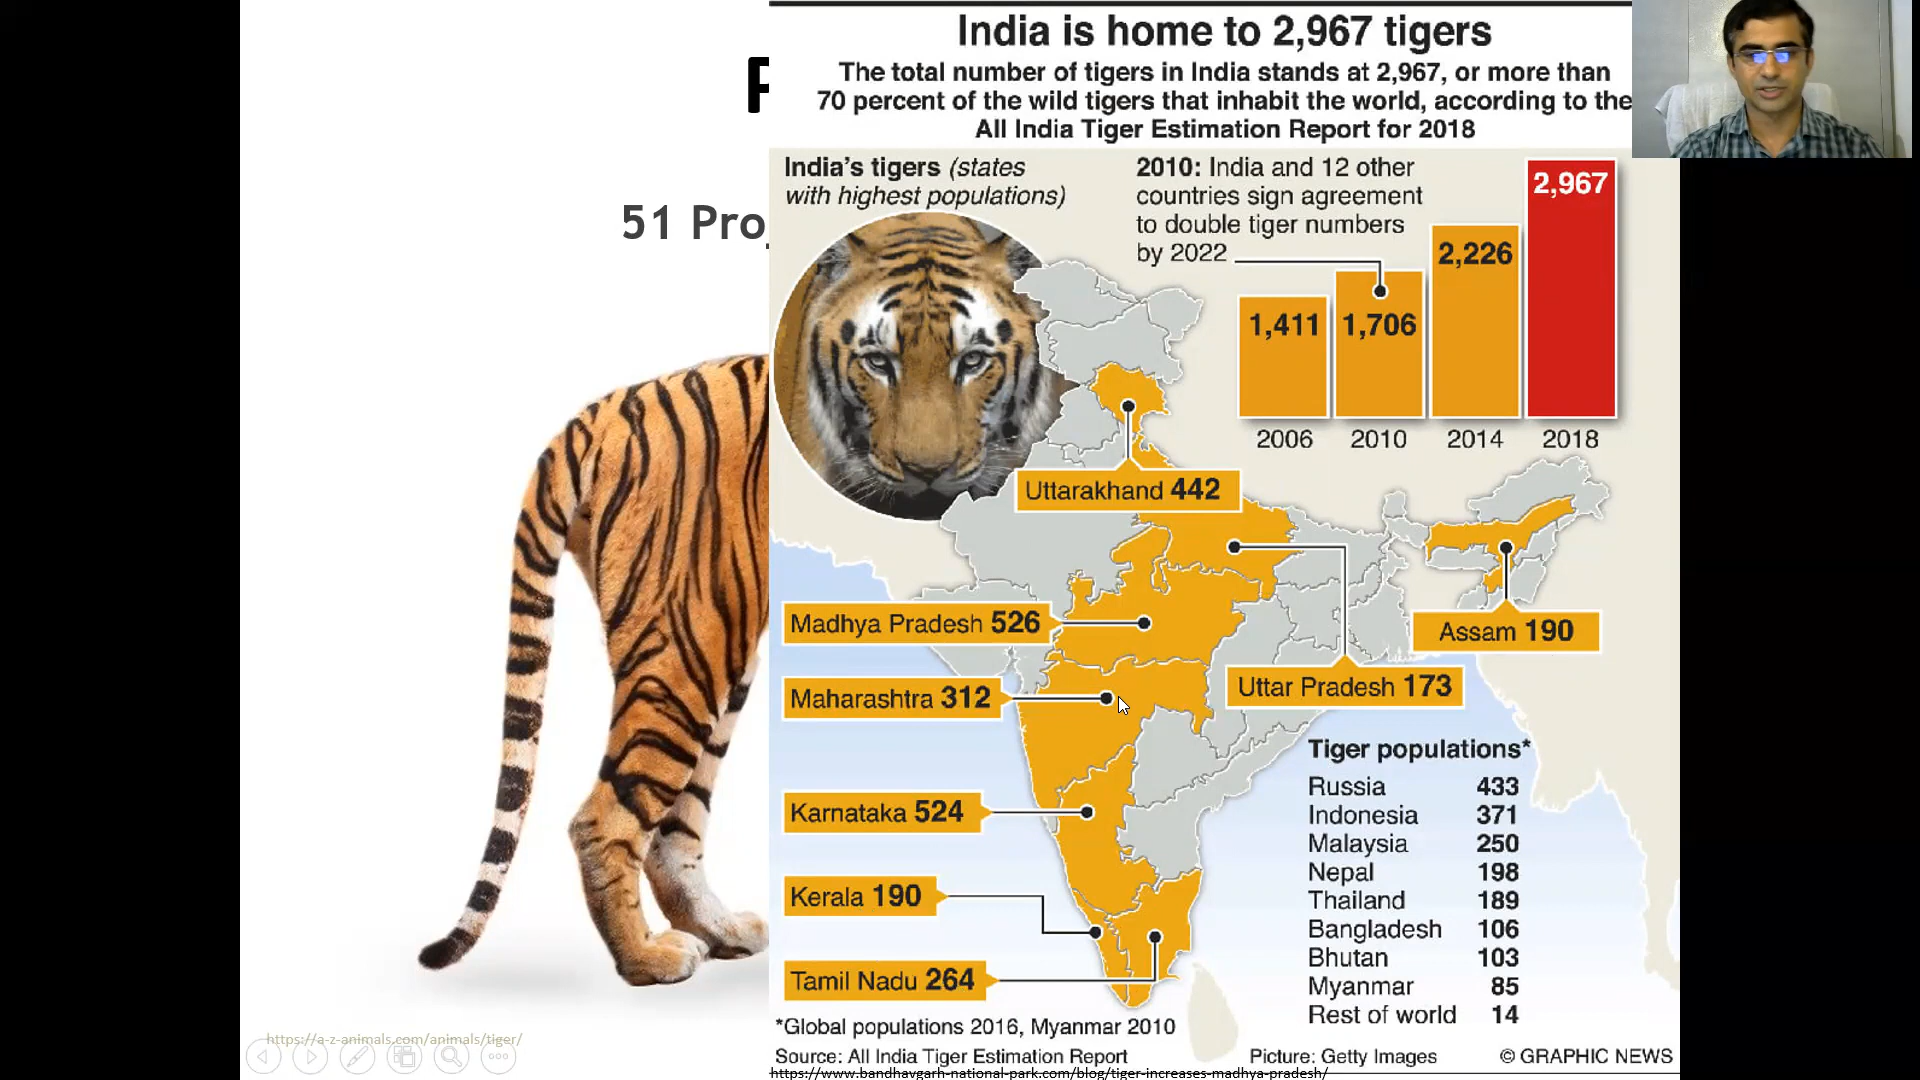 India is home to 2,967 tigers
The total number of tigers in India stands at 2,967, or more than
70 percent of the wild tigers that inhabit the world, according to the
All India Tiger Estimation Report for 2018
51
India's tigers (states
with highest populations)
2010: India and 12 other
countries sign agreement
to double tiger numbers
by 2022
1,411
1,706
2,226
2,967
2006
2010
2014
2018
Uttarakhand 442
Madhya Pradesh 526
Maharashtra 312
Karnataka 524
Kerala 190
Tamil Nadu 264
Assam 190
Uttar Pradesh 173
Tiger populations*
Russia 433
Indonesia 371
Malaysia 250
Nepal 198
Thailand 189
Bangladesh 106
Bhutan 103
Myanmar 85
Rest of world 14
*Global populations 2016, Myanmar 2010
Source: All India Tiger Estimation Report
Picture: Getty Images
© GRAPHIC NEWS
https://a-z-animals.com/animals/tiger/
https://www.bandhavgarh-national-park.com/blog/tiger-increases-madhya-pradesh/